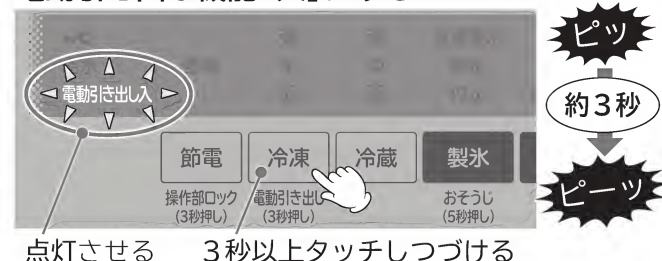 ピッ
電動引き出し入
約3秒
節電
冷凍
冷蔵
製氷
操作部ロック
(3秒押し)
電動引き出し
(3秒押し)
おそうじ
(5秒押し)
ピーッ
点灯させる
3秒以上タッチしつづける